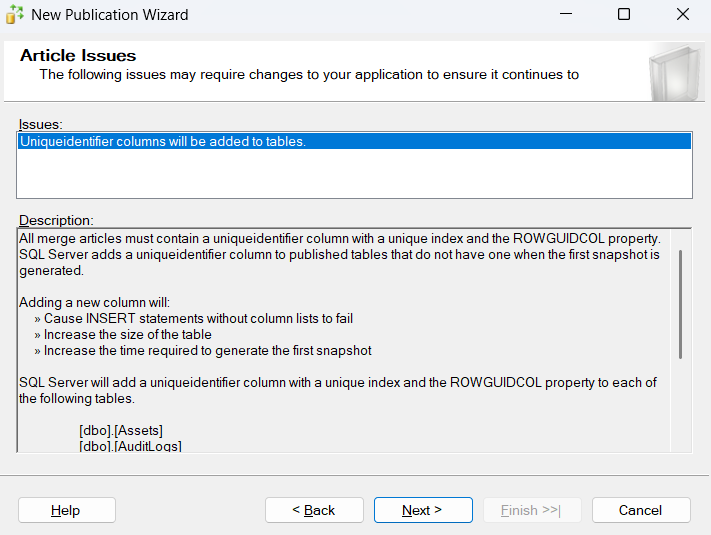 New Publication Wizard
Article Issues
The following issues may require changes to your application to ensure it continues to
Issues:
Uniqueidentifier columns will be added to tables.
Description:
All merge articles must contain a uniqueidentifier column with a unique index and the ROWGUIDCOL property.
SQL Server adds a uniqueidentifier column to published tables that do not have one when the first snapshot is
generated.
Adding a new column will:
» Cause INSERT statements without column lists to fail
» Increase the size of the table
» Increase the time required to generate the first snapshot
SQL Server will add a uniqueidentifier column with a unique index and the ROWGUIDCOL property to each of
the following tables.
[dbo].[Assets]
[dbo].[AuditLogs]
Help
< Back
Next >
Finish >>|
Cancel